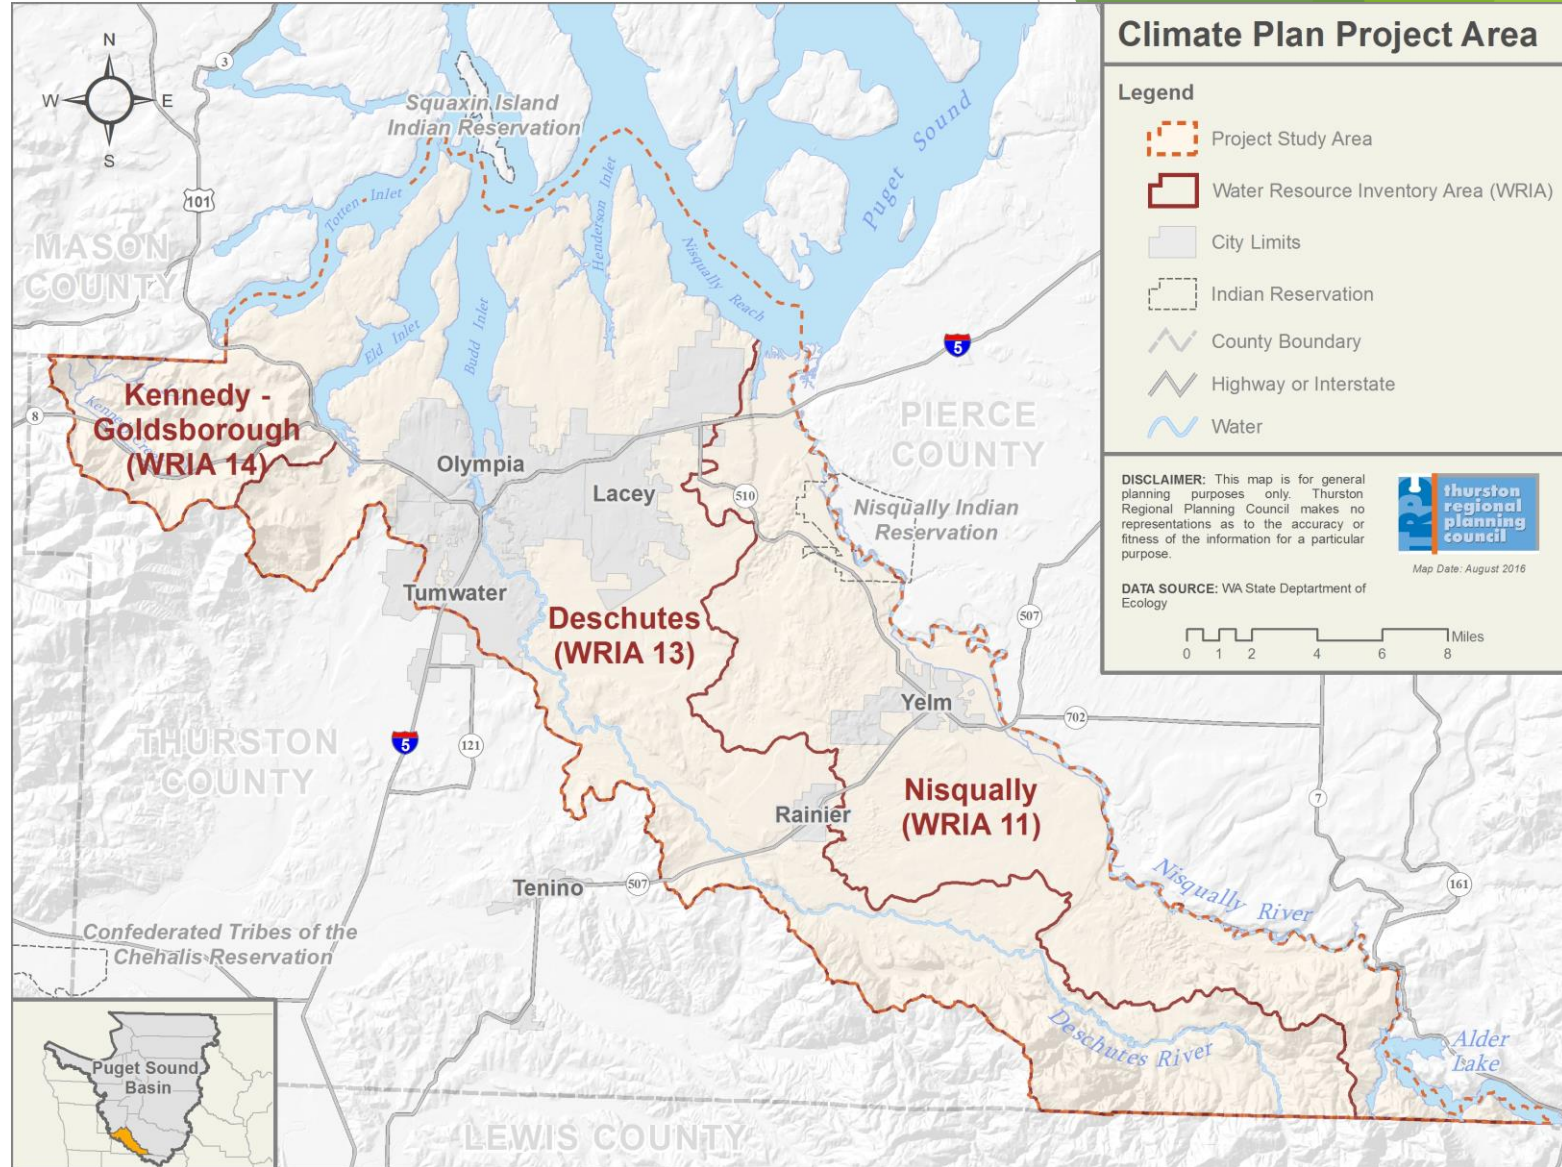 Climate Plan Project Area
Legend
Project Study Area
Water Resource Inventory Area (WRIA)
City Limits
Indian Reservation
County Boundary
Highway or Interstate
Water
DISCLAIMER: This map is for general
planning purposes only. Thurston
Regional Planning Council makes no
representations as to the accuracy or
fitness of the information for a particular
purpose.
TRPC
thurston
regional
planning
council
Map Date: August 2016
DATA SOURCE: WA State Deptartment of
Ecology
Miles
0 1 2 4 6 8
N
W E
S
3
Squaxin Island
Indian Reservation
Puget Sound
101
Totten Inlet
Henderson Inlet
MASON
COUNTY
Nisqually Reach
Eld Inlet
Budd Inlet
5
Kennedy -
Goldsborough
(WRIA 14)
Kennedy Creek
8
PIERCE
COUNTY
Olympia
Lacey
510
Nisqually Indian
Reservation
Tumwater
Deschutes
(WRIA 13)
507
Yelm
702
THURSTON
COUNTY
5
121
Nisqually
(WRIA 11)
Rainier
7
Tenino
507
Nisqually River
161
Confederated Tribes of the
Chehalis Reservation
Deschutes River
Alder
Lake
Puget Sound
Basin
LEWIS COUNTY